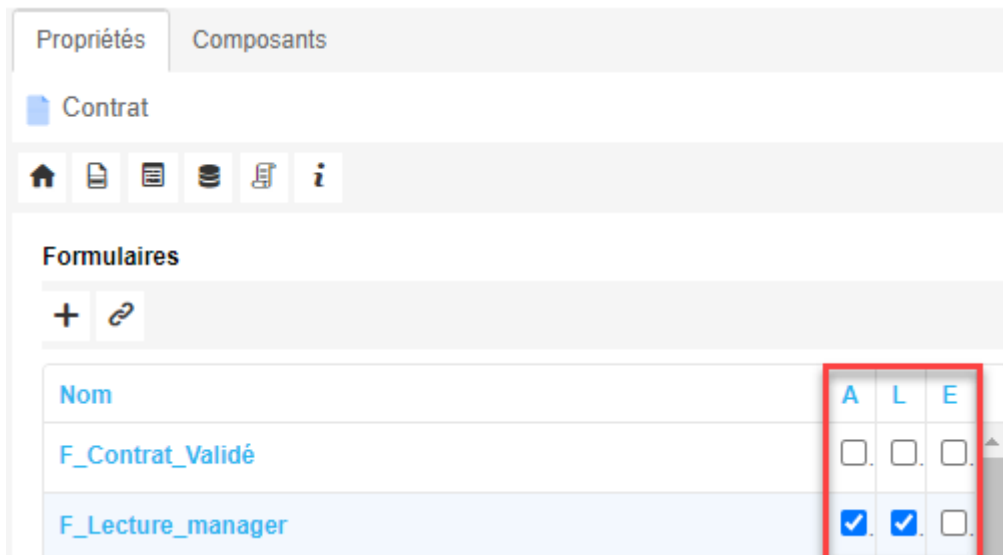 Propriétés Composants
Contrat
Formulaires
Nom A L E
F_Contrat_Validé
F_Lecture_manager